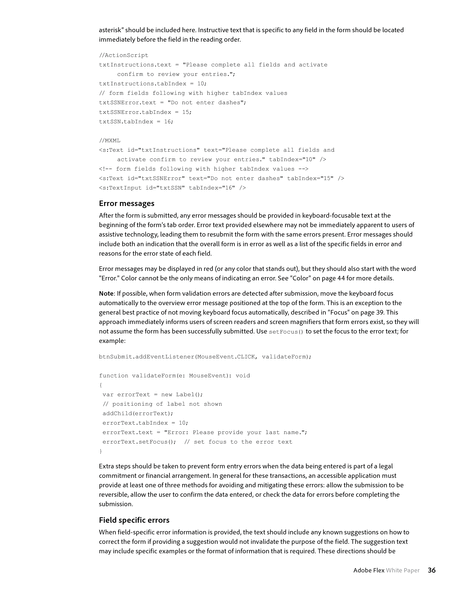 asterisk” should be included here. Instructive text that is specific to any field in the form should be located
immediately before the field in the reading order.
//ActionScript
txtInstructions.text = "Please complete all fields and activate
confirm to review your entries.";
txtInstructions.tabIndex = 10;
// form fields following with higher tabIndex values
txtSSNError.text = "Do not enter dashes";
txtSSNError.tabIndex = 15;
txtSSN.tabIndex = 16;
//MXML
<s:Text id="txtInstructions" text="Please complete all fields and
activate confirm to review your entries." tabIndex="10" />
<!-- form fields following with higher tabIndex values -->
<s:Text id="txtSSNError" text="Do not enter dashes" tabIndex="15" />
<s:TextInput id="txtSSN" tabIndex="16" />
Error messages
After the form is submitted, any error messages should be provided in keyboard-focusable text at the
beginning of the form’s tab order. Error text provided elsewhere may not be immediately apparent to users of
assistive technology, leading them to resubmit the form with the same errors present. Error messages should
include both an indication that the overall form is in error as well as a list of the specific fields in error and
reasons for the error state of each field.
Error messages may be displayed in red (or any color that stands out), but they should also start with the word
“Error.” Color cannot be the only means of indicating an error. See “Color” on page 44 for more details.
Note: If possible, when form validation errors are detected after submission, move the keyboard focus
automatically to the overview error message positioned at the top of the form. This is an exception to the
general best practice of not moving keyboard focus automatically, described in “Focus” on page 39. This
approach immediately informs users of screen readers and screen magnifiers that form errors exist, so they will
not assume the form has been successfully submitted. Use setFocus() to set the focus to the error text; for
example:
btnSubmit.addEventListener(MouseEvent.CLICK, validateForm);
function validateForm(e: MouseEvent): void
{
var errorText = new Label();
// positioning of label not shown
addChild(errorText);
errorText.tabIndex = 10;
errorText.text = "Error: Please provide your last name.";
errorText.setFocus(); // set focus to the error text
}
Extra steps should be taken to prevent form entry errors when the data being entered is part of a legal
commitment or financial arrangement. In general for these transactions, an accessible application must
provide at least one of three methods for avoiding and mitigating these errors: allow the submission to be
reversible, allow the user to confirm the data entered, or check the data for errors before completing the
submission.
Field specific errors
When field-specific error information is provided, the text should include any known suggestions on how to
correct the form if providing a suggestion would not invalidate the purpose of the field. The suggestion text
may include specific examples or the format of information that is required. These directions should be
Adobe Flex White Paper 36